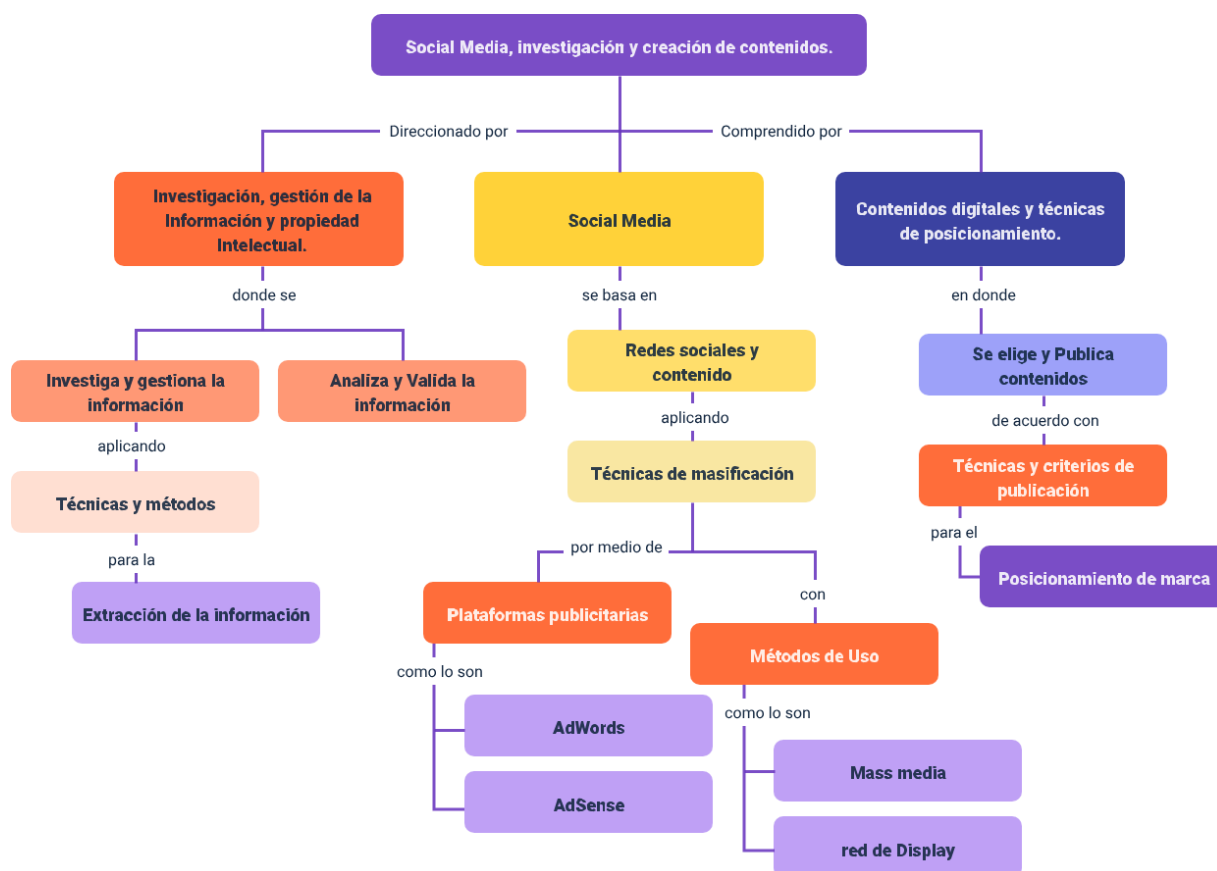 Social Media, investigación y creación de contenidos.
Direccionado por
Comprendido por
Investigación, gestión de la
Información y propiedad
Intelectual.
Social Media
Contenidos digitales y técnicas
de posicionamiento.
donde se
se basa en
en donde
Investiga y gestiona la
información
Analiza y Valida la
información
Redes sociales y
contenido
Se elige y Publica
contenidos
aplicando
aplicando
de acuerdo con
Técnicas y métodos
Técnicas de masificación
Técnicas y criterios de
publicación
para la
por medio de
para el
Extracción de la información
Plataformas publicitarias
con
Posicionamiento de marca
Métodos de Uso
como lo son
como lo son
AdWords
AdSense
Mass media
red de Display